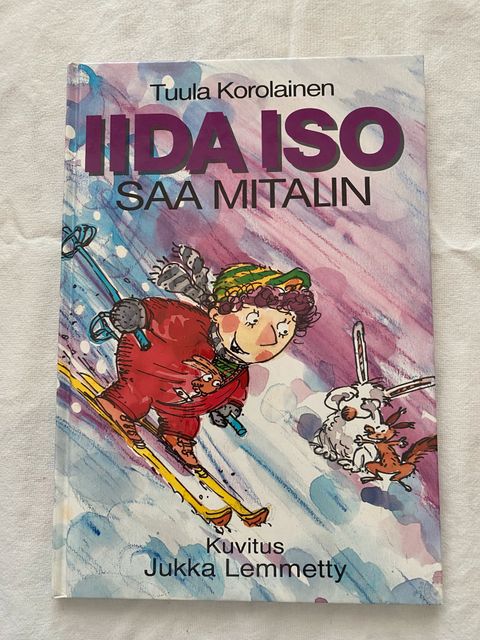 Tuula Korolainen
IIDA ISO
SAA MITALIN
Kuvitus
Jukka Lemmetty